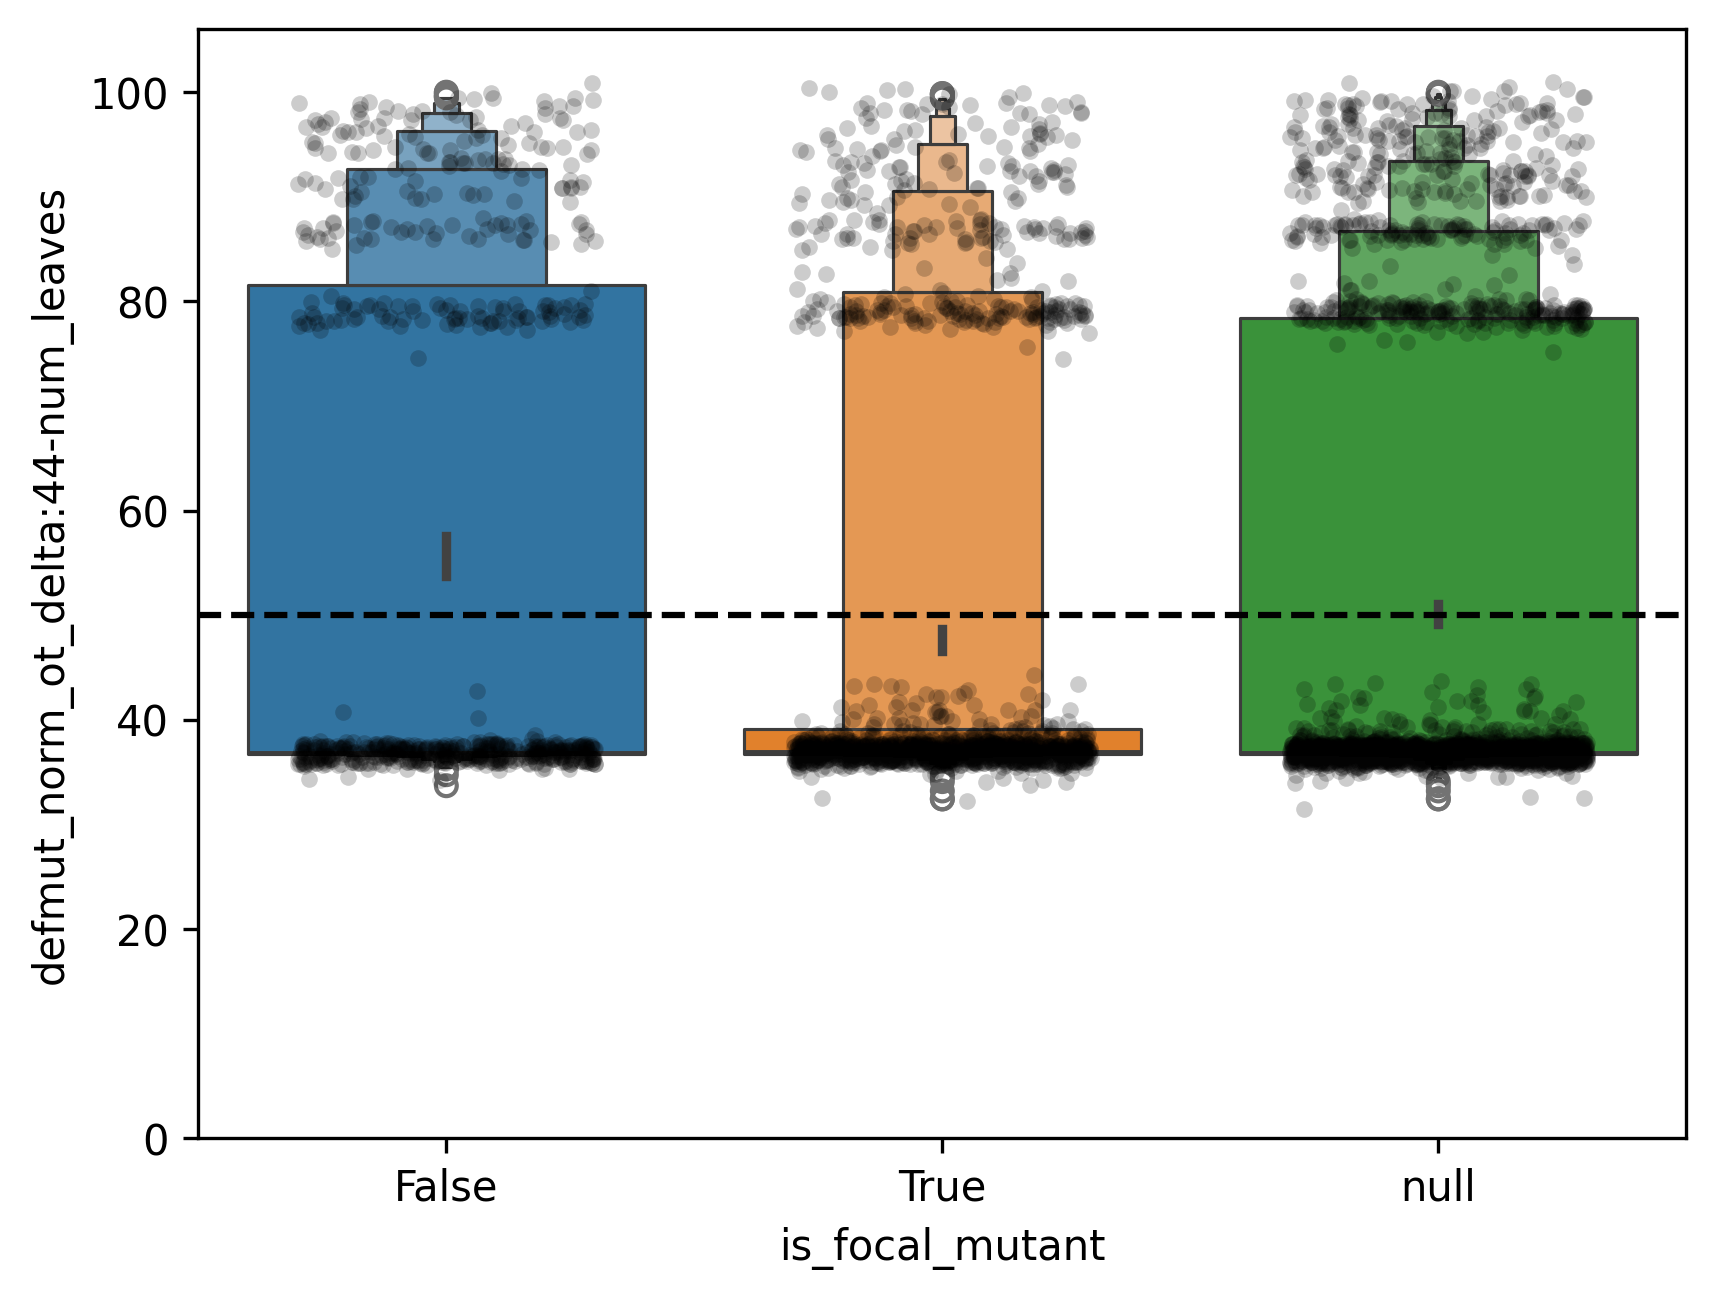 defmut_norm_ot_delta:44-num_leaves
100
80
60
40
20
0
False
True
null
is_focal_mutant